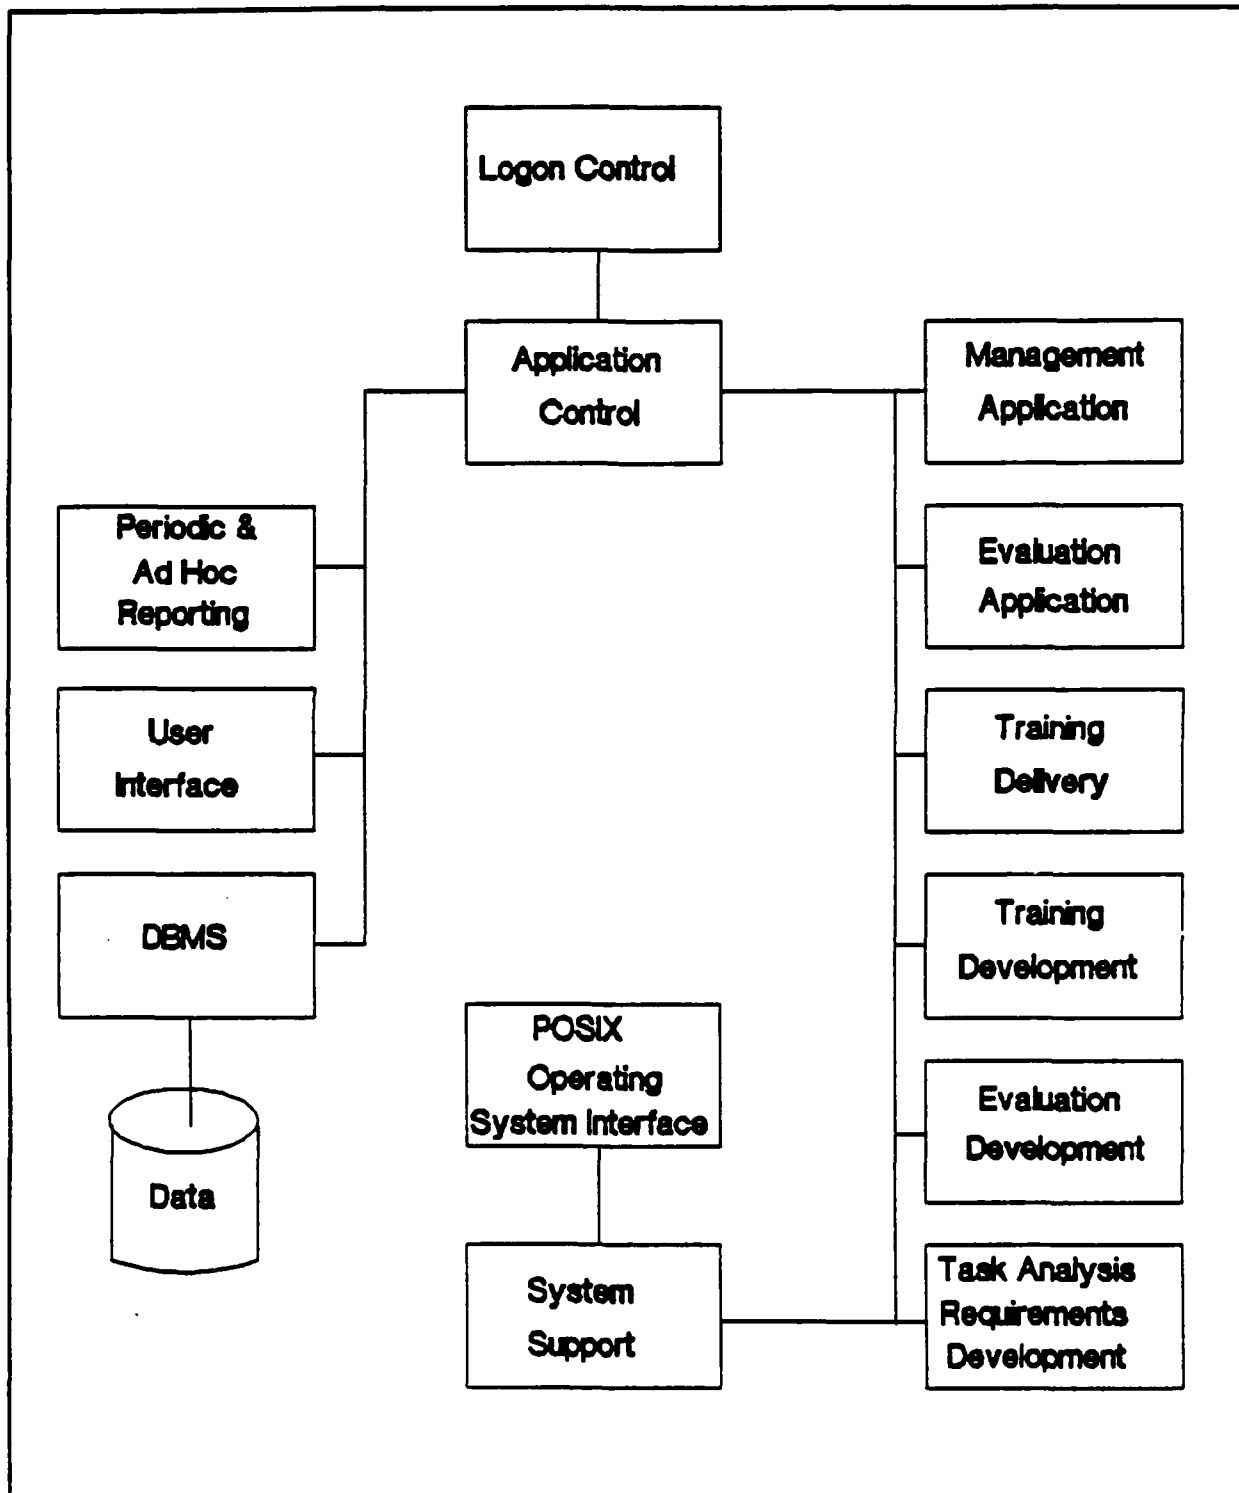 Logon Control
Application
Control
Management
Application
Periodic &
Ad Hoc
Reporting
Evaluation
Application
User
Interface
Training
Delivery
DBMS
Training
Development
POSIX
Operating
System Interface
Evaluation
Development
Data
System
Support
Task Analysis
Requirements
Development